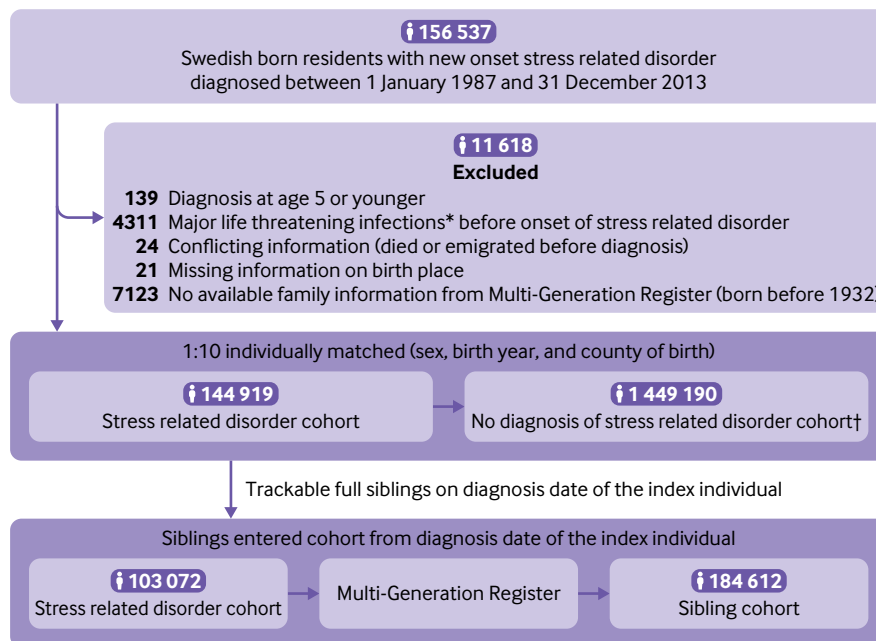 156 537
Swedish born residents with new onset stress related disorder
diagnosed between 1 January 1987 and 31 December 2013
11 618
Excluded
139 Diagnosis at age 5 or younger
4311 Major life threatening infections* before onset of stress related disorder
24 Conflicting information (died or emigrated before diagnosis)
21 Missing information on birth place
7123 No available family information from Multi-Generation Register (born before 1932)
1:10 individually matched (sex, birth year, and county of birth)
144 919
Stress related disorder cohort
1 449 190
No diagnosis of stress related disorder cohort†
Trackable full siblings on diagnosis date of the index individual
Siblings entered cohort from diagnosis date of the index individual
103 072
Stress related disorder cohort
Multi-Generation Register
184 612
Sibling cohort